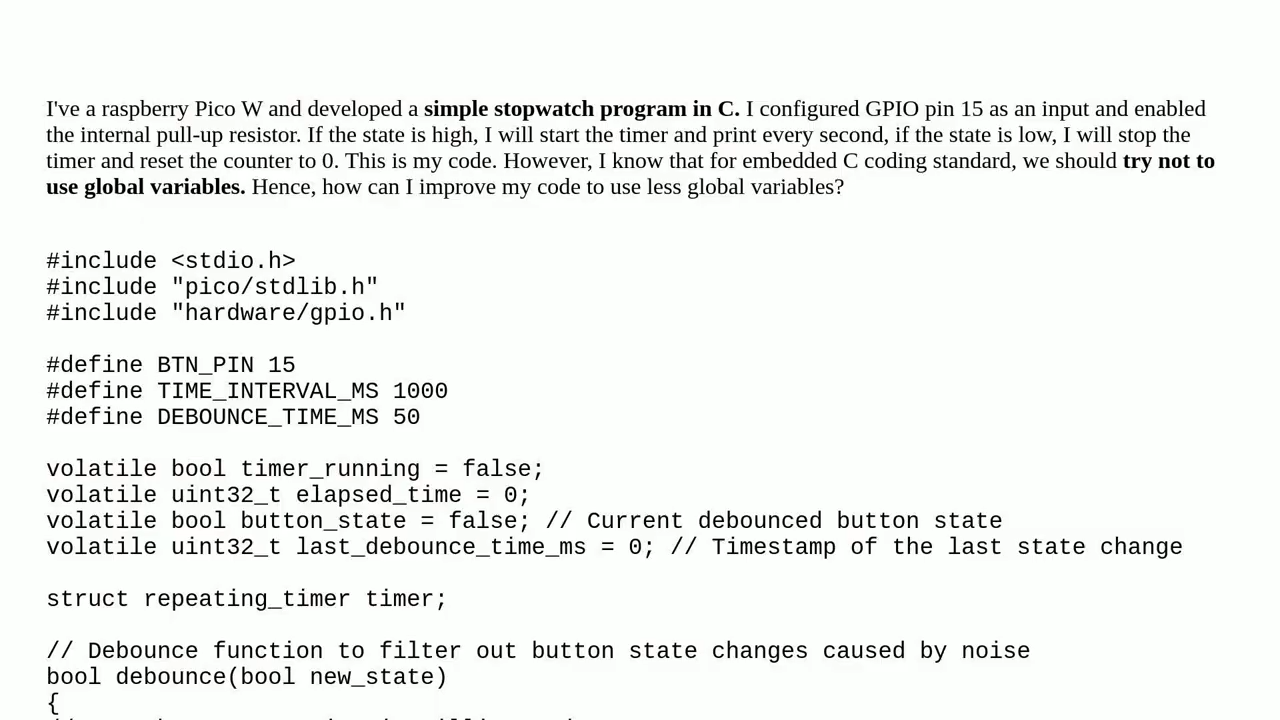 I've a raspberry Pico W and developed a simple stopwatch program in C. I configured GPIO pin 15 as an input and enabled
the internal pull-up resistor. If the state is high, I will start the timer and print every second, if the state is low, I will stop the
timer and reset the counter to 0. This is my code. However, I know that for embedded C coding standard, we should try not to
use global variables. Hence, how can I improve my code to use less global variables?
#include <stdio.h>
#include "pico/stdlib.h"
#include "hardware/gpio.h"
#define BTN_PIN 15
#define TIME_INTERVAL_MS 1000
#define DEBOUNCE_TIME_MS 50
volatile bool timer_running = false;
volatile uint32_t elapsed_time = 0;
volatile bool button_state = false; // Current debounced button state
volatile uint32_t last_debounce_time_ms = 0; // Timestamp of the last state change
struct repeating_timer timer;
// Debounce function to filter out button state changes caused by noise
bool debounce(bool new_state)
{